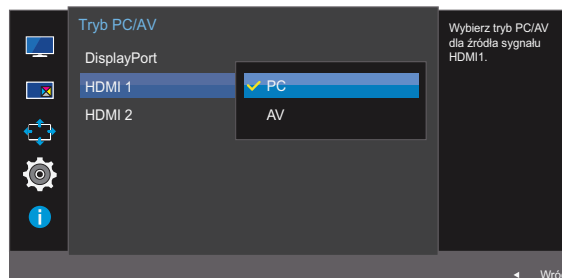 Tryb PC/AV
DisplayPort
HDMI 1
HDMI 2
PC
AV
Wybierz tryb PC/AV
dla źródła sygnału
HDMI1.